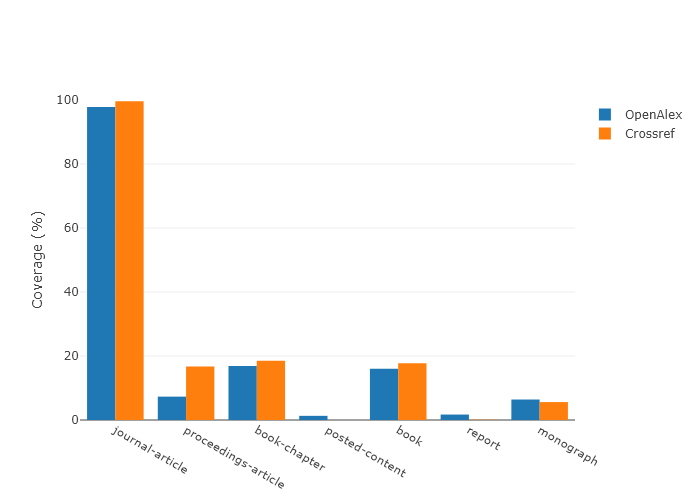 100
80
60
40
20
0
Coverage (%)
journal-article
proceedings-article
book-chapter
posted-content
book
report
monograph
OpenAlex
Crossref